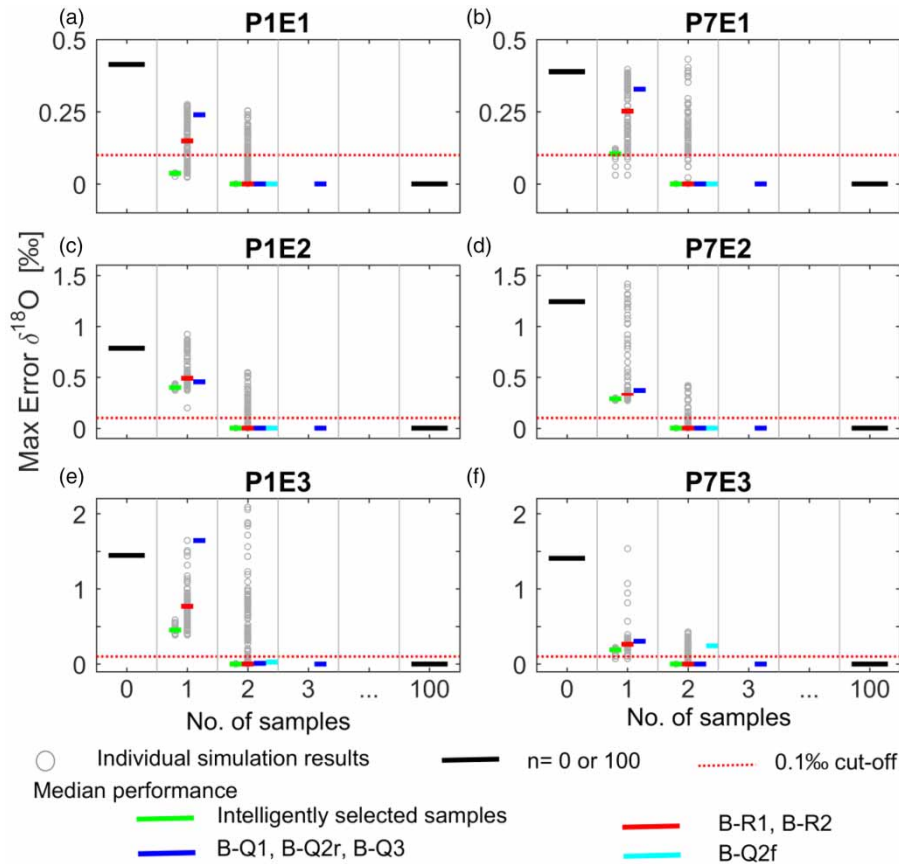 (a) P1E1
(b) P7E1
0.5
0.25
0
0.5
0.25
0
(c) P1E2
(d) P7E2
1.5
1
0.5
0
1.5
1
0.5
0
(e) P1E3
(f) P7E3
2
1
0
2
1
0
Max Error δ¹⁸O [‰]
0 1 2 3 ... 100
0 1 2 3 ... 100
No. of samples
No. of samples
Individual simulation results
n= 0 or 100
0.1‰ cut-off
Median performance
Intelligently selected samples
B-R1, B-R2
B-Q1, B-Q2r, B-Q3
B-Q2f